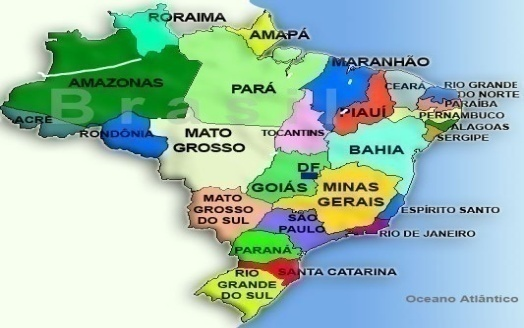 RORAIMA
AMAPÁ
AMAZONAS
PARÁ
MARANHÃO
CEARÁ
RIO GRANDE
DO NORTE
PARAÍBA
PERNAMBUCO
ALAGOAS
SERGIPE
PIAUÍ
Brasil
ACRE
RONDÔNIA
MATO
GROSSO
TOCANTINS
BAHIA
DF
GOIÁS
MINAS
GERAIS
MATO
GROSSO
DO SUL
ESPÍRITO SANTO
SÃO
PAULO
RIO DE JANEIRO
PARANÁ
SANTA CATARINA
RIO
GRANDE
DO SUL
Oceano Atlântico